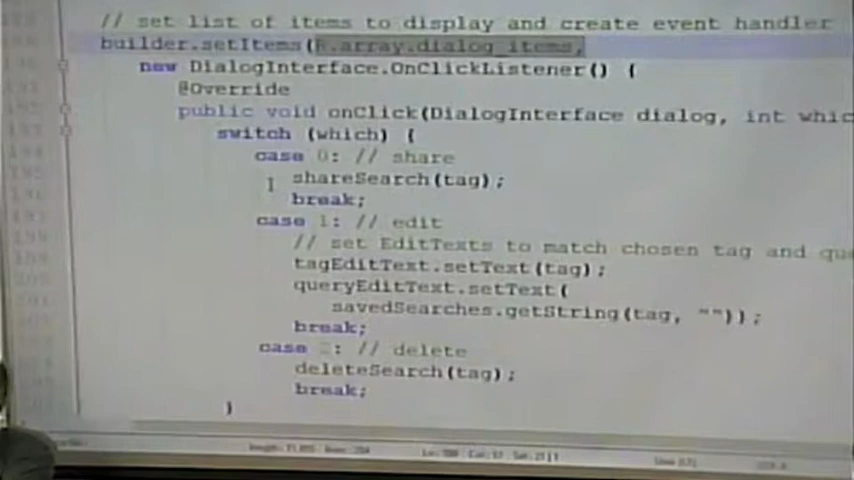 // set list of items to display and create event handler
builder.setItems(R.array.dialog_items,
new DialogInterface.OnClickListener() {
@Override
public void onClick(DialogInterface dialog, int whic
switch (which) {
case 0: // share
shareSearch(tag);
break;
case 1: // edit
// set EditTexts to match chosen tag and que
tagEditText.setText(tag);
queryEditText.setText(
savedSearches.getString(tag, ""));
break;
case 2: // delete
deleteSearch(tag);
break;
}